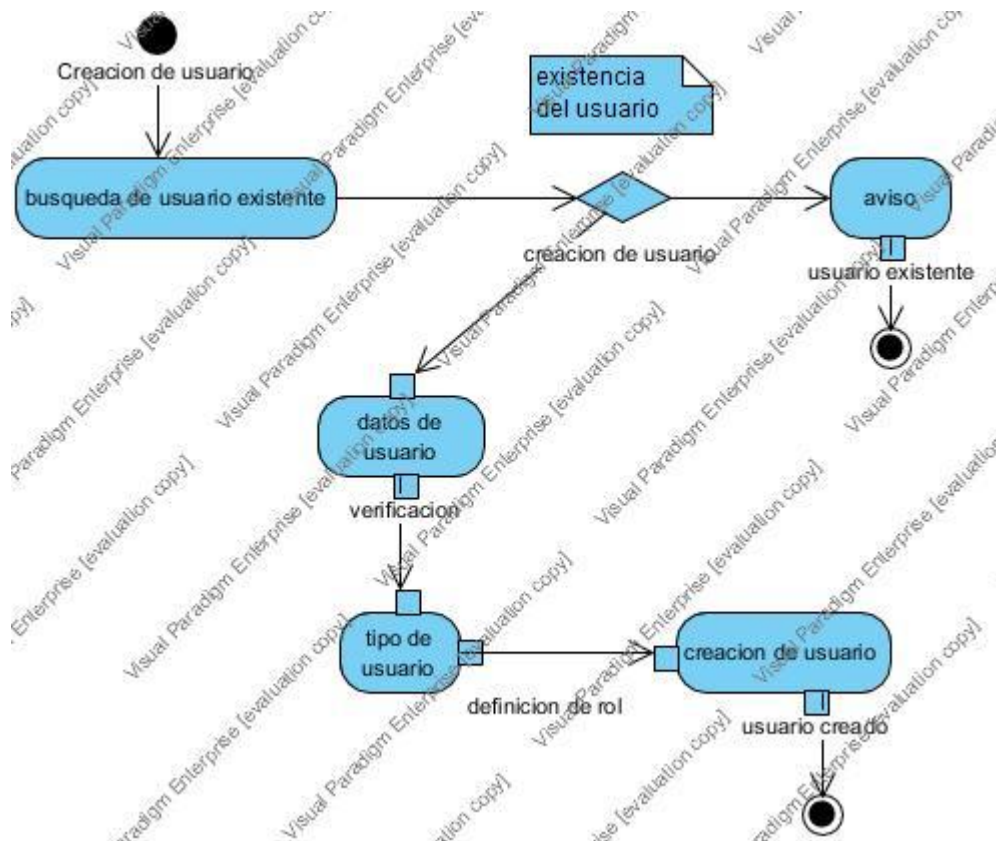 Creacion de usuario
existencia
del usuario
busqueda de usuario existente
aviso
creacion de usuario
usuario existente
datos de
usuario
verificacion
tipo de
usuario
creacion de usuario
definicion de rol
usuario creado
Visual Paradigm Enterprise [evaluation copy]